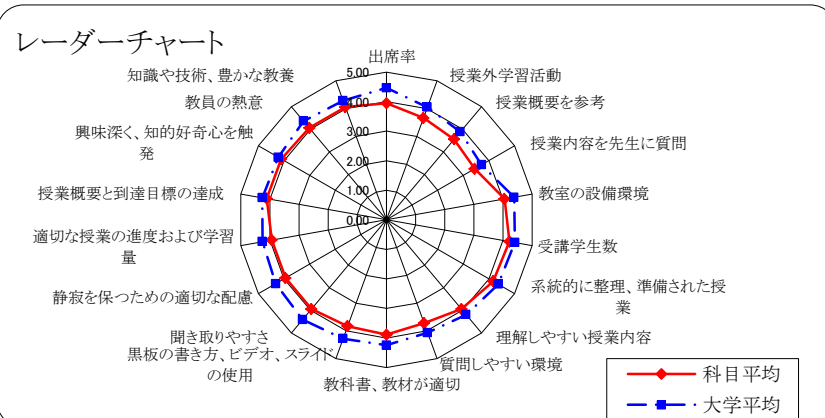 レーダーチャート
出席率
授業外学習活動
授業概要を参考
授業内容を先生に質問
教室の設備環境
受講学生数
系統的に整理、準備された授
業
理解しやすい授業内容
質問しやすい環境
教科書、教材が適切
黒板の書き方、ビデオ、スライド
の使用
聞き取りやすさ
静寂を保つための適切な配慮
適切な授業の進度および学習
量
授業概要と到達目標の達成
興味深く、知的好奇心を触
発
教員の熱意
知識や技術、豊かな教養
5.00
4.00
3.00
2.00
1.00
0.00
科目平均
大学平均